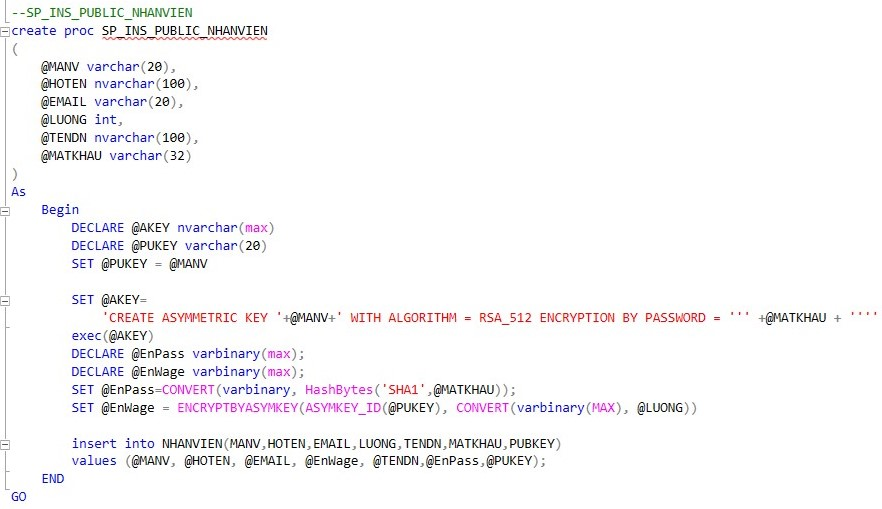 --SP_INS_PUBLIC_NHANVIEN
create proc SP_INS_PUBLIC_NHANVIEN
(
    @MANV varchar(20),
    @HOTEN nvarchar(100),
    @EMAIL varchar(20),
    @LUONG int,
    @TENDN nvarchar(100),
    @MATKHAU varchar(32)
)
As
    Begin
        DECLARE @AKEY nvarchar(max)
        DECLARE @PUKEY varchar(20)
        SET @PUKEY = @MANV

        SET @AKEY=
            'CREATE ASYMMETRIC KEY '+@MANV+' WITH ALGORITHM = RSA_512 ENCRYPTION BY PASSWORD = ''' +@MATKHAU + ''''
        exec(@AKEY)
        DECLARE @EnPass varbinary(max);
        DECLARE @EnWage varbinary(max);
        SET @EnPass=CONVERT(varbinary, HashBytes('SHA1',@MATKHAU));
        SET @EnWage = ENCRYPTBYASYMKEY(ASYMKEY_ID(@PUKEY), CONVERT(varbinary(MAX), @LUONG))

        insert into NHANVIEN(MANV,HOTEN,EMAIL,LUONG,TENDN,MATKHAU,PUBKEY)
        values (@MANV, @HOTEN, @EMAIL, @EnWage, @TENDN,@EnPass,@PUKEY);
    END
GO